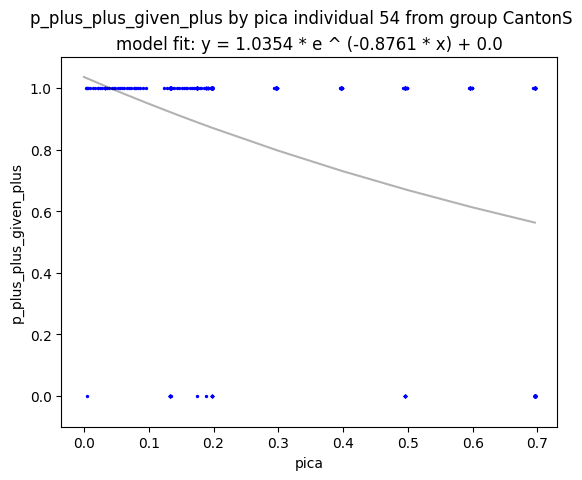 p_plus_plus_given_plus by pica individual 54 from group CantonS
model fit: y = 1.0354 * e ^ (-0.8761 * x) + 0.0
p_plus_plus_given_plus
1.0
0.8
0.6
0.4
0.2
0.0
0.0 0.1 0.2 0.3 0.4 0.5 0.6 0.7
pica